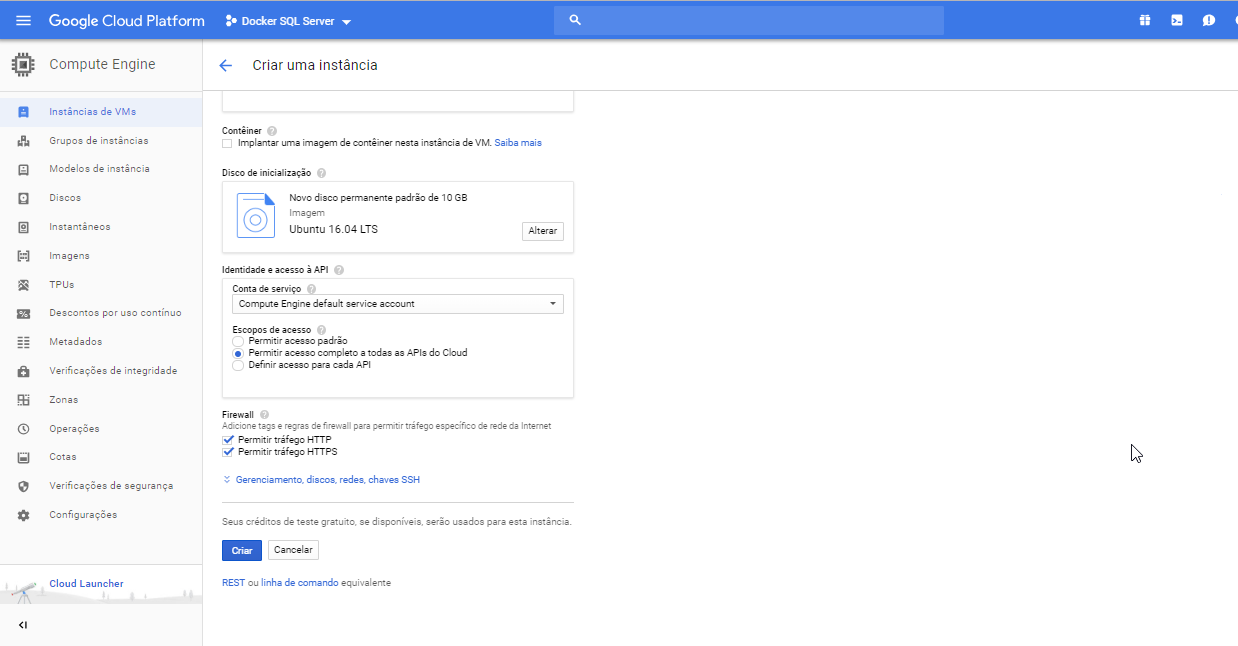 Google Cloud Platform
Docker SQL Server
Compute Engine
Criar uma instância
Instâncias de VMs
Grupos de instâncias
Modelos de instância
Discos
Instantâneos
Imagens
TPUs
Descontos por uso contínuo
Metadados
Verificações de integridade
Zonas
Operações
Cotas
Verificações de segurança
Configurações
Cloud Launcher
Contêiner
Implantar uma imagem de contêiner nesta instância de VM. Saiba mais
Disco de inicialização
Novo disco permanente padrão de 10 GB
Imagem
Ubuntu 16.04 LTS
Alterar
Identidade e acesso à API
Conta de serviço
Compute Engine default service account
Escopos de acesso
Permitir acesso padrão
Permitir acesso completo a todas as APIs do Cloud
Definir acesso para cada API
Firewall
Adicione tags e regras de firewall para permitir tráfego específico de rede da Internet
Permitir tráfego HTTP
Permitir tráfego HTTPS
Gerenciamento, discos, redes, chaves SSH
Seus créditos de teste gratuito, se disponíveis, serão usados para esta instância.
Criar
Cancelar
REST ou linha de comando equivalente